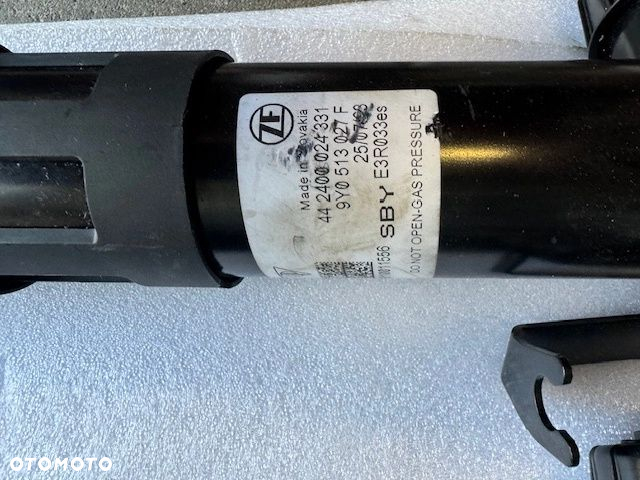 ZF
Made in Slovakia
44 2400 024 331
9Y0 513 027 F
SBY E3R033es
DO NOT OPEN-GAS PRESSURE
OTOMOTO